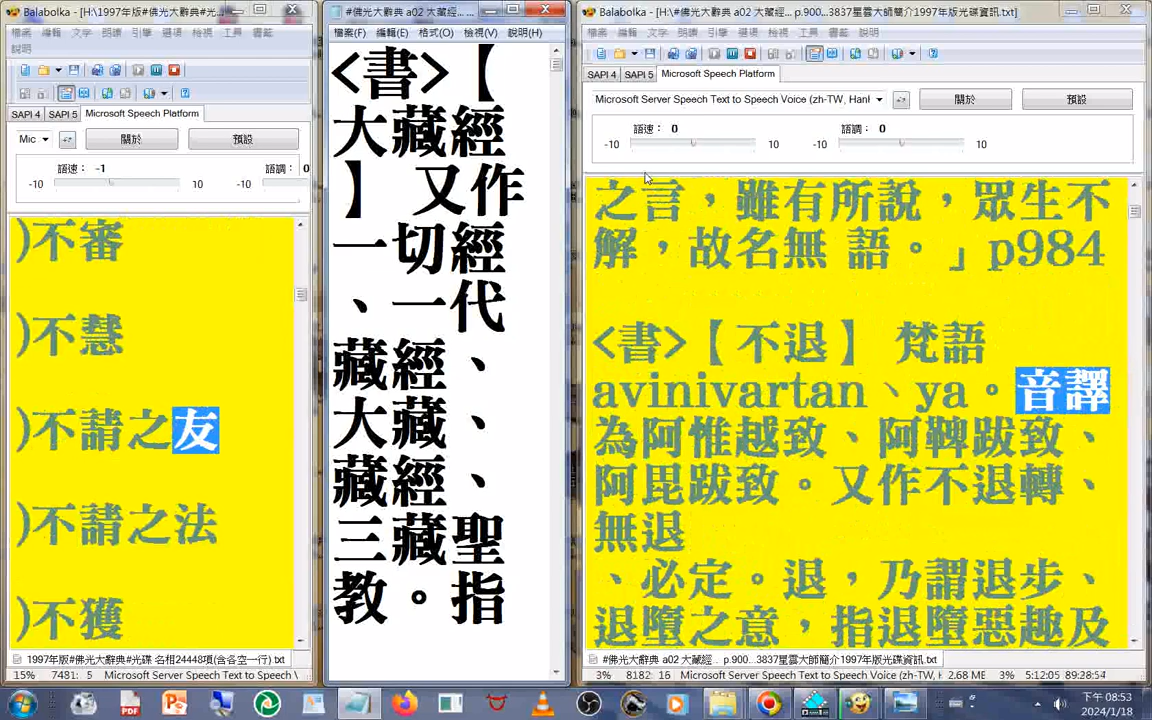 Balabolka - [H:\1997年版#佛光大辭典#光...
檔案 編輯 文字 朗讀 引擎 選項 檢視 工具 書籤
說明
SAPI 4 SAPI 5 Microsoft Speech Platform
Mic 關於 預設
語速： -1 語調： 0
-10 10 -10
)不審
)不慧
)不請之友
)不請之法
)不獲
1997年版#佛光大辭典#光碟 名相24448項(含各空一行).txt
15% 7481: 5 Microsoft Server Speech Text to Speech \
#佛光大辭典 a02 大藏經... ...
檔案(F) 編輯(E) 格式(O) 檢視(V) 說明(H)
<書>【
大藏經
】 又作
一切經
、一代
藏經、
大藏、
藏經、
三藏聖
教。指
Balabolka - [H:\#佛光大辭典 a02 大藏經... p.900...3837星雲大師簡介1997年版光碟資訊.txt]
檔案 編輯 文字 朗讀 引擎 選項 檢視 工具 書籤 說明
SAPI 4 SAPI 5 Microsoft Speech Platform
Microsoft Server Speech Text to Speech Voice (zh-TW, Hanl 關於 預設
語速： 0 語調： 0
-10 10 -10 10
之言，雖有所說，眾生不
解，故名無 語。」p984
<書>【不退】 梵語
avinivartan、ya。音譯
為阿惟越致、阿鞞跋致、
阿毘跋致。又作不退轉、
無退
、必定。退，乃謂退步、
退墮之意，指退墮惡趣及
#佛光大辭典 a02 大藏經... p.900...3837星雲大師簡介1997年版光碟資訊.txt
3% 8182: 16 Microsoft Server Speech Text to Speech Voice (zh-TW, H 2.68 ME 3% 5:12:05 89:28:54
下午 08:53
2024/1/18